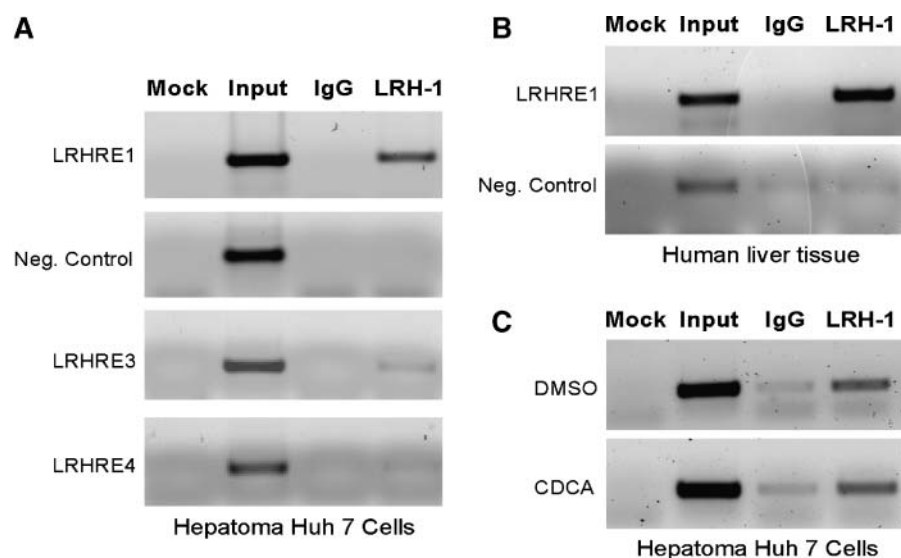 A
Mock Input IgG LRH-1
LRHRE1
Neg. Control
LRHRE3
LRHRE4
Hepatoma Huh 7 Cells
B
Mock Input IgG LRH-1
LRHRE1
Neg. Control
Human liver tissue
C
Mock Input IgG LRH-1
DMSO
CDCA
Hepatoma Huh 7 Cells